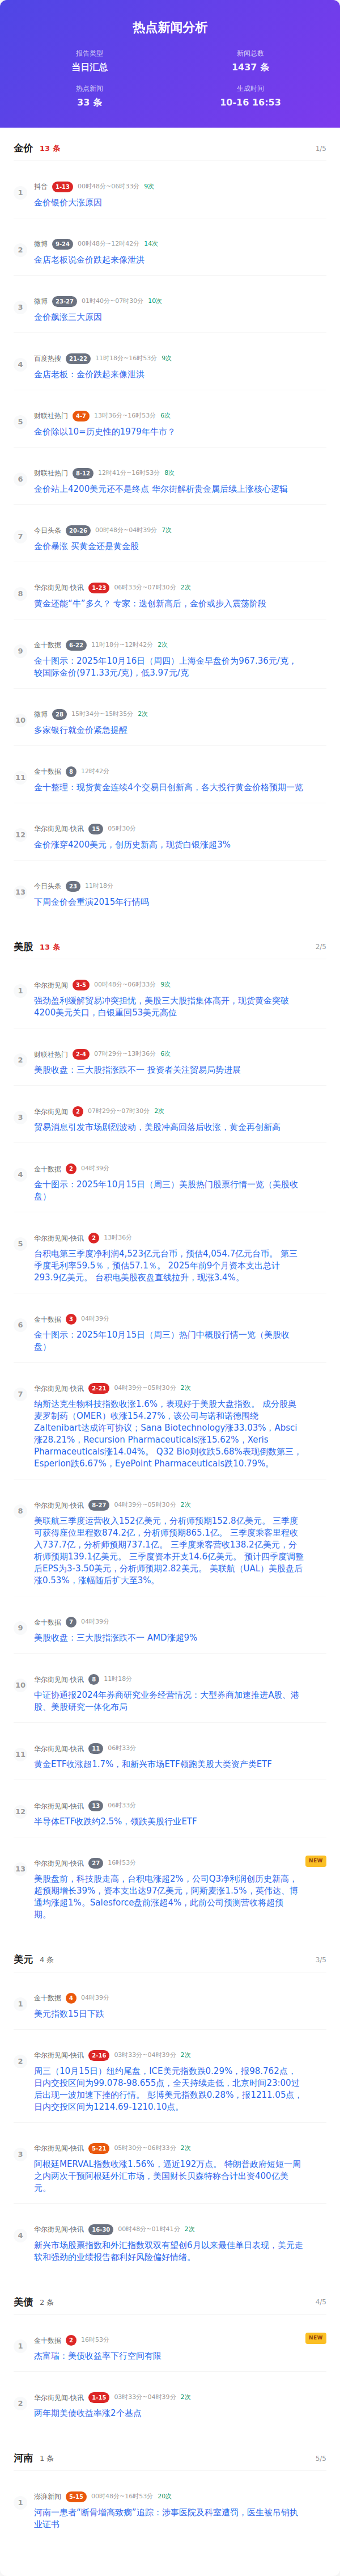 热点新闻分析
报告类型
新闻总数
当日汇总
1437 条
热点新闻
生成时间
33 条
10-16 16:53
金价 13 条 1/5
1 抖音 1-13 00时48分~06时33分 9次
金价银价大涨原因
2 微博 9-24 00时48分~12时42分 14次
金店老板说金价跌起来像泄洪
3 微博 23-27 01时40分~07时30分 10次
金价飙涨三大原因
4 百度热搜 21-22 11时18分~16时53分 9次
金店老板：金价跌起来像泄洪
5 财联社热门 4-7 13时36分~16时53分 6次
金价除以10=历史性的1979年牛市？
6 财联社热门 8-12 12时41分~16时53分 8次
金价站上4200美元还不是终点 华尔街解析贵金属后续上涨核心逻辑
7 今日头条 20-26 00时48分~04时39分 7次
金价暴涨 买黄金还是黄金股
8 华尔街见闻-快讯 1-23 06时33分~07时30分 2次
黄金还能“牛”多久？ 专家：迭创新高后，金价或步入震荡阶段
9 金十数据 6-22 11时18分~12时42分 2次
金十图示：2025年10月16日（周四）上海金早盘价为967.36元/克，
较国际金价(971.33元/克)，低3.97元/克
10 微博 28 15时34分~15时35分 2次
多家银行就金价紧急提醒
11 金十数据 8 12时42分
金十整理：现货黄金连续4个交易日创新高，各大投行黄金价格预期一览
12 华尔街见闻-快讯 15 05时30分
金价涨穿4200美元，创历史新高，现货白银涨超3%
13 今日头条 23 11时18分
下周金价会重演2015年行情吗
美股 13 条 2/5
1 华尔街见闻 3-5 00时48分~06时33分 9次
强劲盈利缓解贸易冲突担忧，美股三大股指集体高开，现货黄金突破
4200美元关口，白银重回53美元高位
2 财联社热门 2-4 07时29分~13时36分 6次
美股收盘：三大股指涨跌不一 投资者关注贸易局势进展
3 华尔街见闻 2 07时29分~07时30分 2次
贸易消息引发市场剧烈波动，美股冲高回落后收涨，黄金再创新高
4 金十数据 2 04时39分
金十图示：2025年10月15日（周三）美股热门股票行情一览（美股收
盘）
5 华尔街见闻-快讯 2 13时36分
台积电第三季度净利润4,523亿元台币，预估4,054.7亿元台币。 第三
季度毛利率59.5％，预估57.1％。 2025年前9个月资本支出总计
293.9亿美元。 台积电美股夜盘直线拉升，现涨3.4%。
6 金十数据 3 04时39分
金十图示：2025年10月15日（周三）热门中概股行情一览（美股收
盘）
7 华尔街见闻-快讯 2-21 04时39分~05时30分 2次
纳斯达克生物科技指数收涨1.6%，表现好于美股大盘指数。 成分股奥
麦罗制药（OMER）收涨154.27%，该公司与诺和诺德围绕
Zaltenibart达成许可协议；Sana Biotechnology涨33.03%，Absci
涨28.21%，Recursion Pharmaceuticals涨15.62%，Xeris
Pharmaceuticals涨14.04%。 Q32 Bio则收跌5.68%表现倒数第三，
Esperion跌6.67%，EyePoint Pharmaceuticals跌10.79%。
8 华尔街见闻-快讯 8-27 04时39分~05时30分 2次
美联航三季度运营收入152亿美元，分析师预期152.8亿美元。 三季度
可获得座位里程数874.2亿，分析师预期865.1亿。 三季度乘客里程收
入737.7亿，分析师预期737.1亿。 三季度乘客营收138.2亿美元，分
析师预期139.1亿美元。 三季度资本开支14.6亿美元。 预计四季度调整
后EPS为3-3.50美元，分析师预期2.82美元。 美联航（UAL）美股盘后
涨0.53%，涨幅随后扩大至3%。
9 金十数据 7 04时39分
美股收盘：三大股指涨跌不一 AMD涨超9%
10 华尔街见闻-快讯 8 11时18分
中证协通报2024年券商研究业务经营情况：大型券商加速推进A股、港
股、美股研究一体化布局
11 华尔街见闻-快讯 11 06时33分
黄金ETF收涨超1.7%，和新兴市场ETF领跑美股大类资产类ETF
12 华尔街见闻-快讯 13 06时33分
半导体ETF收跌约2.5%，领跌美股行业ETF
13 华尔街见闻-快讯 27 16时53分 NEW
美股盘前，科技股走高，台积电涨超2%，公司Q3净利润创历史新高，
超预期增长39%，资本支出达97亿美元，阿斯麦涨1.5%，英伟达、博
通均涨超1%。Salesforce盘前涨超4%，此前公司预测营收将超预
期。
美元 4 条 3/5
1 金十数据 4 04时39分
美元指数15日下跌
2 华尔街见闻-快讯 2-16 03时33分~04时39分 2次
周三（10月15日）纽约尾盘，ICE美元指数跌0.29%，报98.762点，
日内交投区间为99.078-98.655点，全天持续走低，北京时间23:00过
后出现一波加速下挫的行情。 彭博美元指数跌0.28%，报1211.05点，
日内交投区间为1214.69-1210.10点。
3 华尔街见闻-快讯 5-21 05时30分~06时33分 2次
阿根廷MERVAL指数收涨1.56%，逼近192万点。 特朗普政府短短一周
之内两次干预阿根廷外汇市场，美国财长贝森特称合计出资400亿美
元。
4 华尔街见闻-快讯 16-30 00时48分~01时41分 2次
新兴市场股票指数和外汇指数双双有望创6月以来最佳单日表现，美元走
软和强劲的业绩报告都利好风险偏好情绪。
美债 2 条 4/5
1 金十数据 2 16时53分 NEW
杰富瑞：美债收益率下行空间有限
2 华尔街见闻-快讯 1-15 03时33分~04时39分 2次
两年期美债收益率涨2个基点
河南 1 条 5/5
1 澎湃新闻 5-15 00时48分~16时53分 20次
河南一患者“断骨增高致癫”追踪：涉事医院及科室遭罚，医生被吊销执
业证书